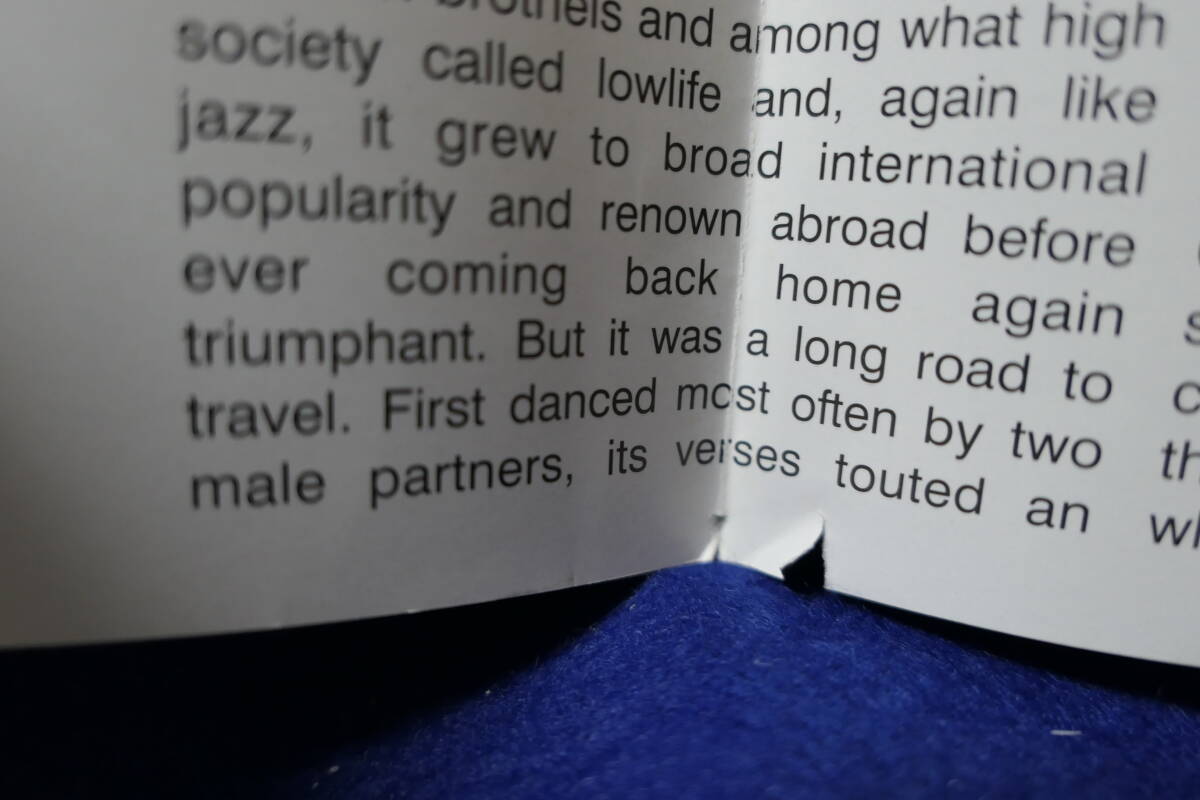 brothels and among what high
society called lowlife and, again like
jazz, it grew to broad international
popularity and renown abroad before
ever coming back home again
triumphant. But it was a long road to
travel. First danced most often by two
male partners, its verses touted an